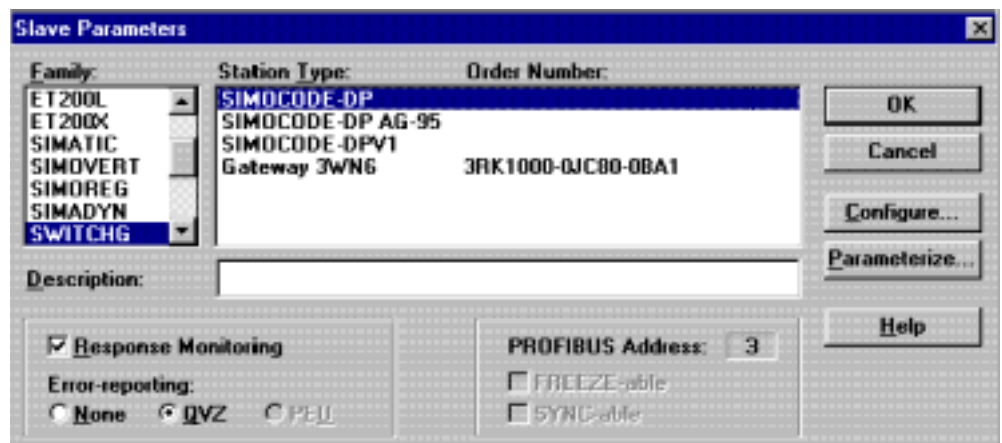 Slave Parameters
Family: Station Type: Order Number:
ET200L
ET200X
SIMATIC
SIMOVERT
SIMOREG
SIMADYN
SWITCHG
SIMOCODE-DP
SIMOCODE-DP AG-95
SIMOCODE-DPV1
Gateway 3WN6 3RK1000-0JC80-0BA1
OK
Cancel
Configure...
Parameterize...
Help
Description:
Response Monitoring
Error-reporting:
None QVZ PEU
PROFIBUS Address: 3
FREEZE-able
SYNC-able